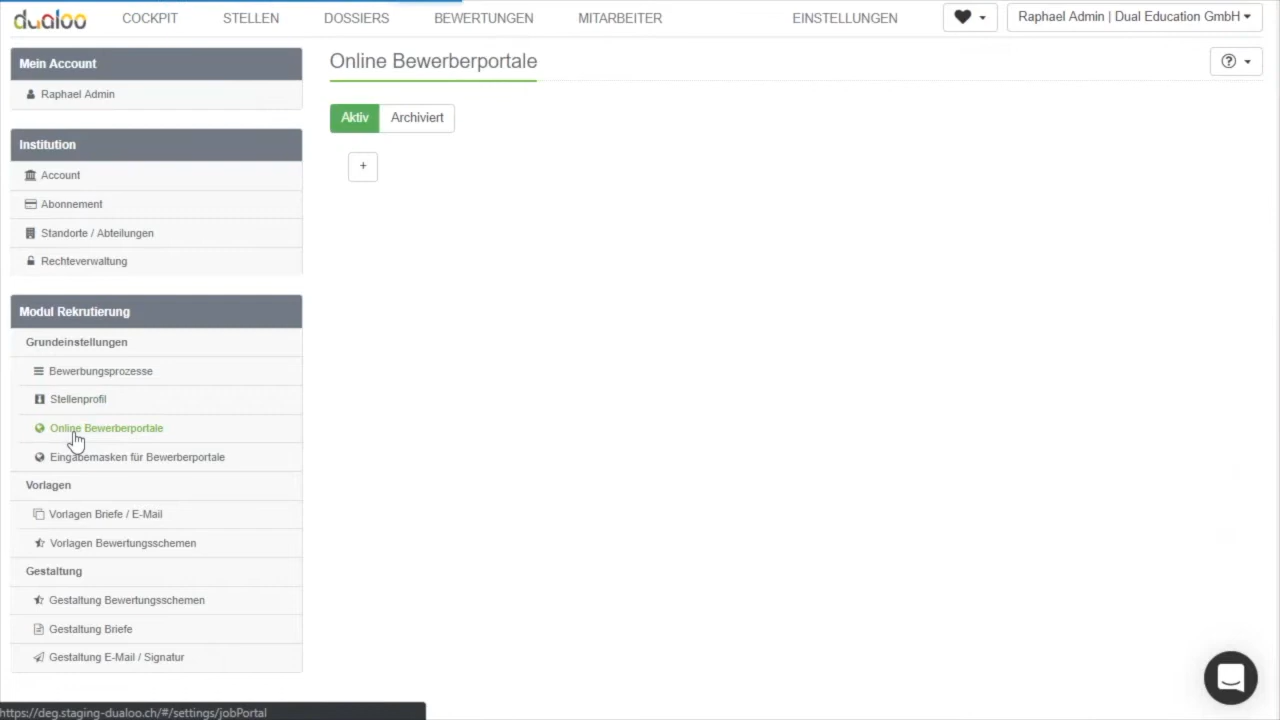 dualoo
COCKPIT
STELLEN
DOSSIERS
BEWERTUNGEN
MITARBEITER
EINSTELLUNGEN
Raphael Admin | Dual Education GmbH
Mein Account
Raphael Admin
Institution
Account
Abonnement
Standorte / Abteilungen
Rechteverwaltung
Modul Rekrutierung
Grundeinstellungen
Bewerbungsprozesse
Stellenprofil
Online Bewerberportale
Eingabemasken für Bewerberportale
Vorlagen
Vorlagen Briefe / E-Mail
Vorlagen Bewertungsschemen
Gestaltung
Gestaltung Bewertungsschemen
Gestaltung Briefe
Gestaltung E-Mail / Signatur
Online Bewerberportale
Aktiv
Archiviert
+
https://deg.staging-dualoo.ch/#/settings/jobPortal